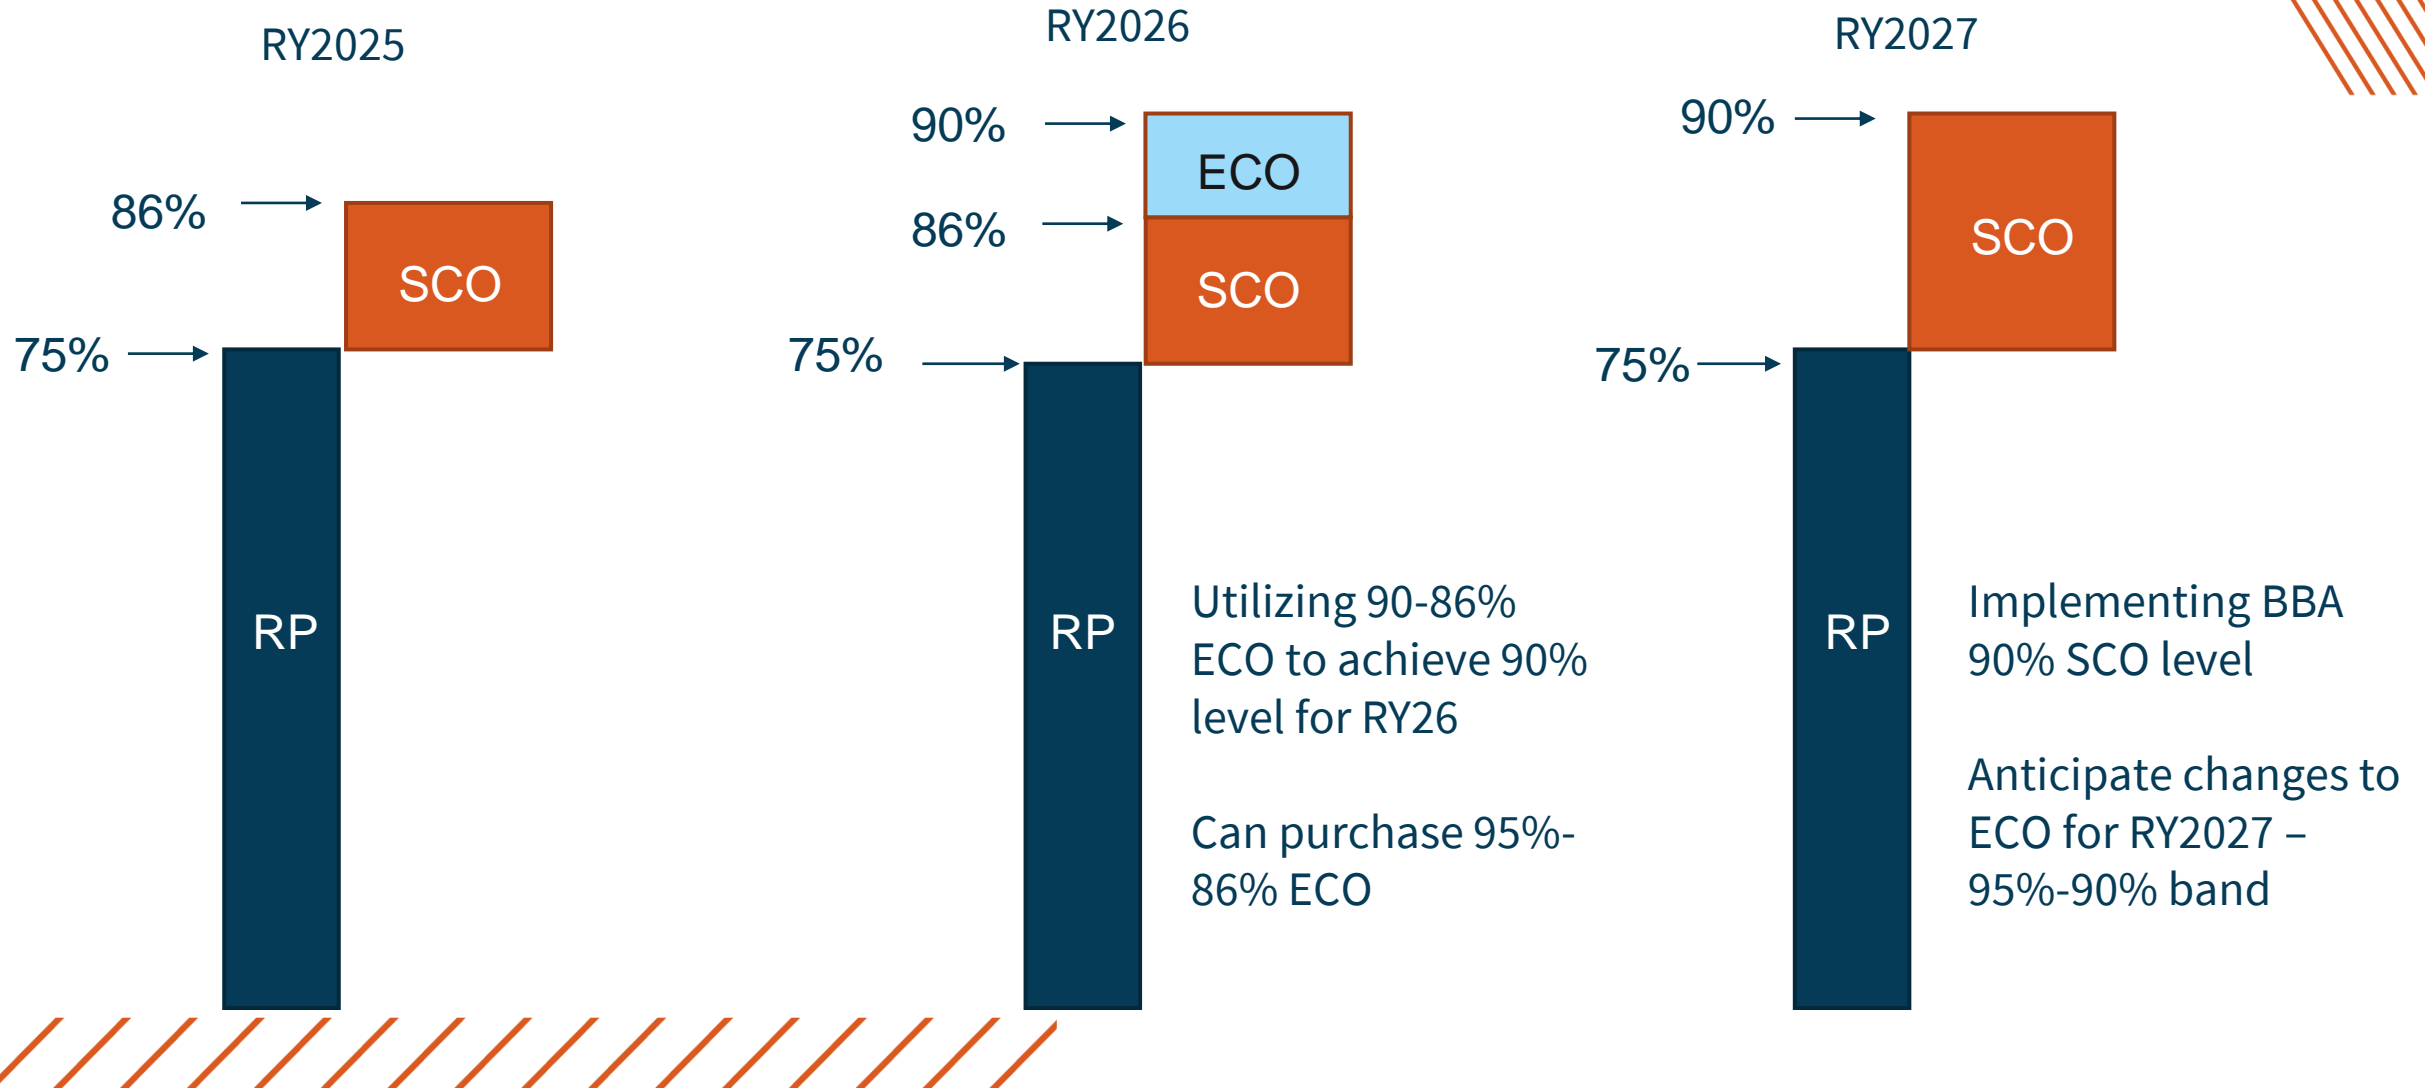 RY2025
86%
SCO
75%
RP
RY2026
90%
ECO
86%
SCO
75%
RP
Utilizing 90-86%
ECO to achieve 90%
level for RY26
Can purchase 95%-
86% ECO
RY2027
90%
SCO
75%
RP
Implementing BBA
90% SCO level
Anticipate changes to
ECO for RY2027 –
95%-90% band